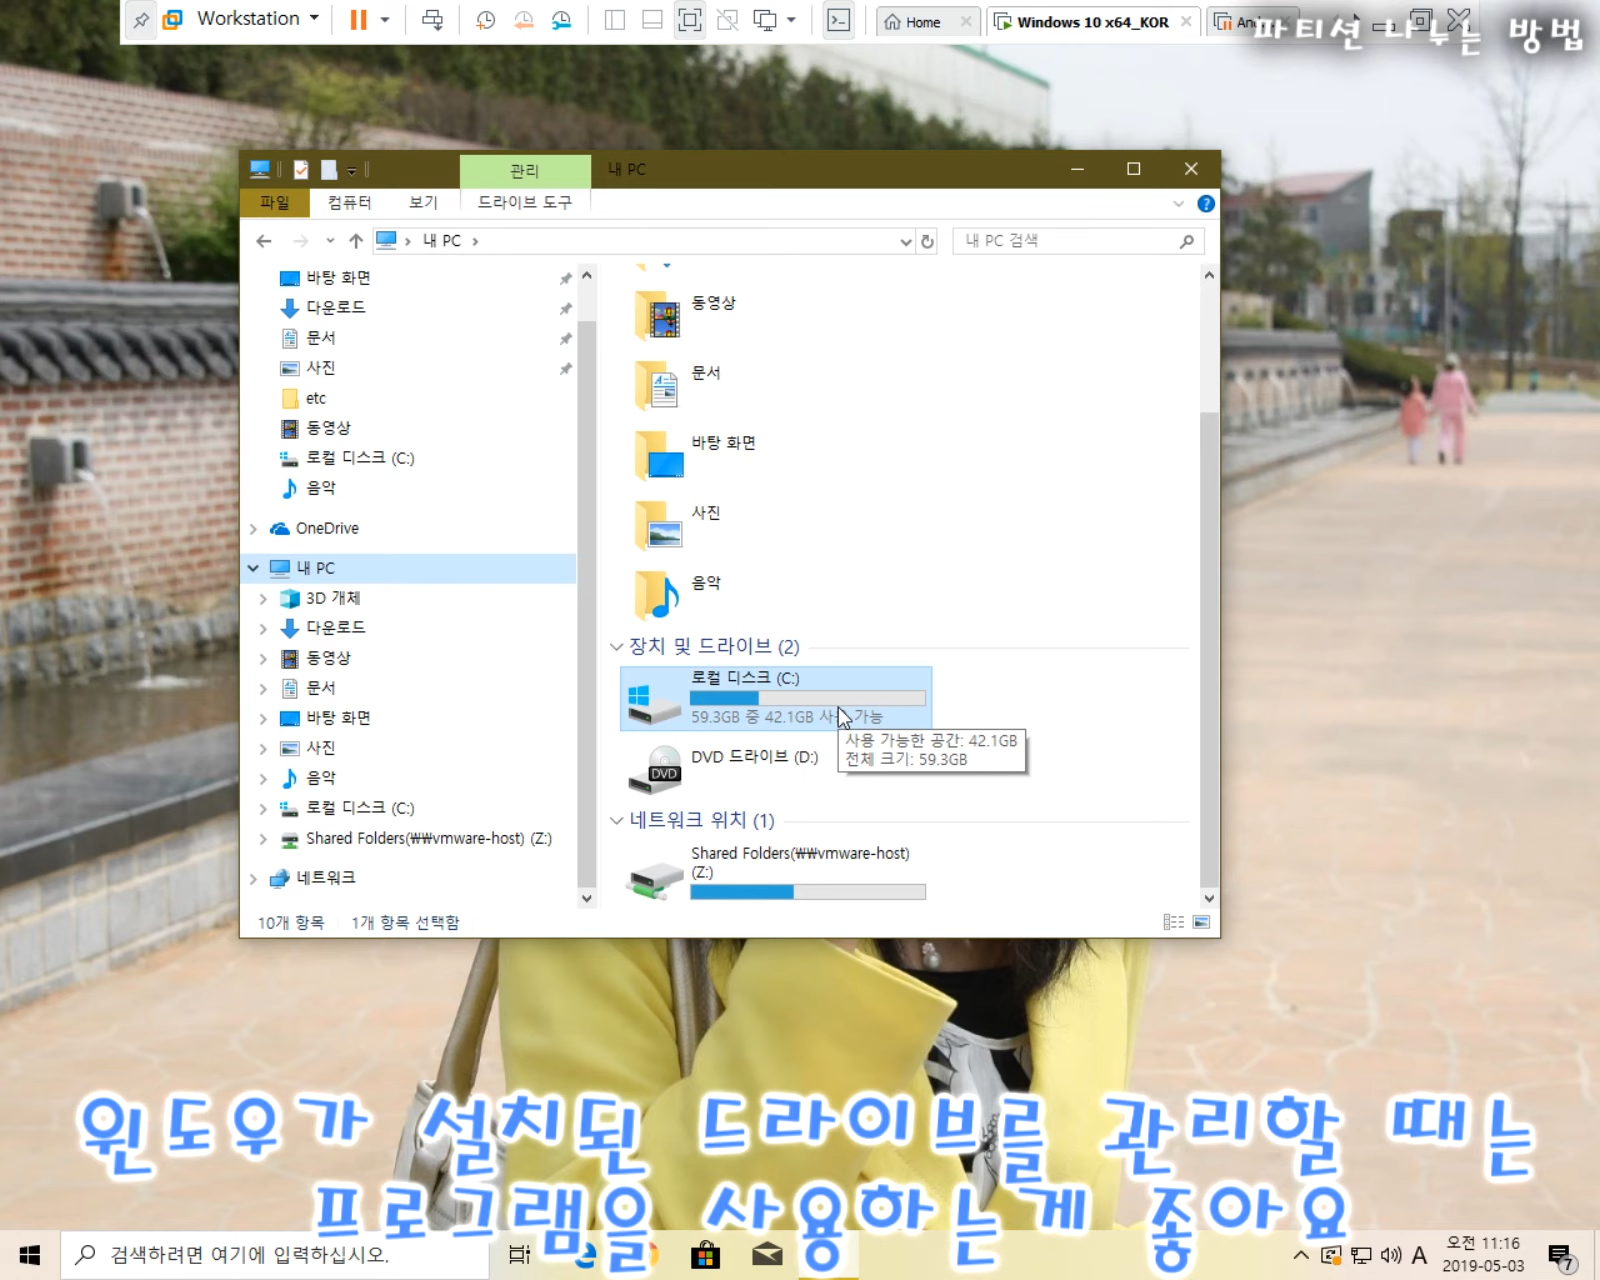 Workstation
Home
Windows 10 x64_KOR
파티션 나누는 방법
관리
내 PC
파일
컴퓨터
보기
드라이브 도구
내 PC
내 PC 검색
바탕 화면
다운로드
문서
사진
etc
동영상
로컬 디스크 (C:)
음악
OneDrive
내 PC
3D 개체
다운로드
동영상
문서
바탕 화면
사진
음악
로컬 디스크 (C:)
Shared Folders(₩₩vmware-host) (Z:)
네트워크
동영상
문서
바탕 화면
사진
음악
장치 및 드라이브 (2)
로컬 디스크 (C:)
59.3GB 중 42.1GB 가능
사용 가능한 공간: 42.1GB
전체 크기: 59.3GB
DVD
DVD 드라이브 (D:)
네트워크 위치 (1)
Shared Folders(₩₩vmware-host)
(Z:)
10개 항목
1개 항목 선택함
윈도우가 설치된 드라이브를 관리할 때는
프로그램을 사용하는게 좋아요
검색하려면 여기에 입력하십시오.
A
오전 11:16
2019-05-03
7